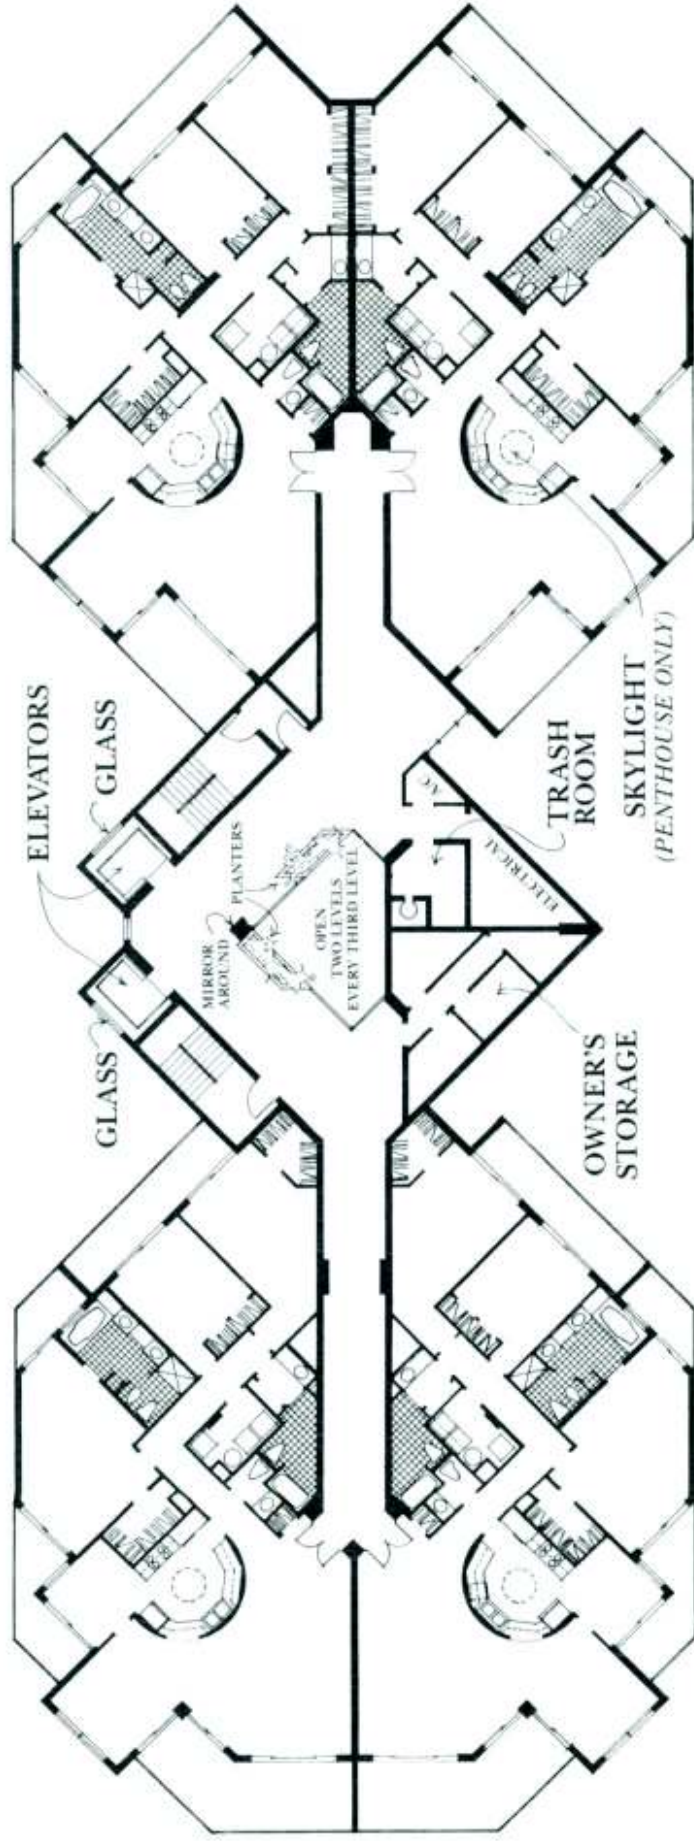 ELEVATORS
GLASS
GLASS
MIRROR
AROUND
PLANTERS
OPEN
TWO LEVELS
EVERY THIRD LEVEL
A/C
ELECTRICAL
TRASH
ROOM
OWNER'S
STORAGE
SKYLIGHT
(PENTHOUSE ONLY)